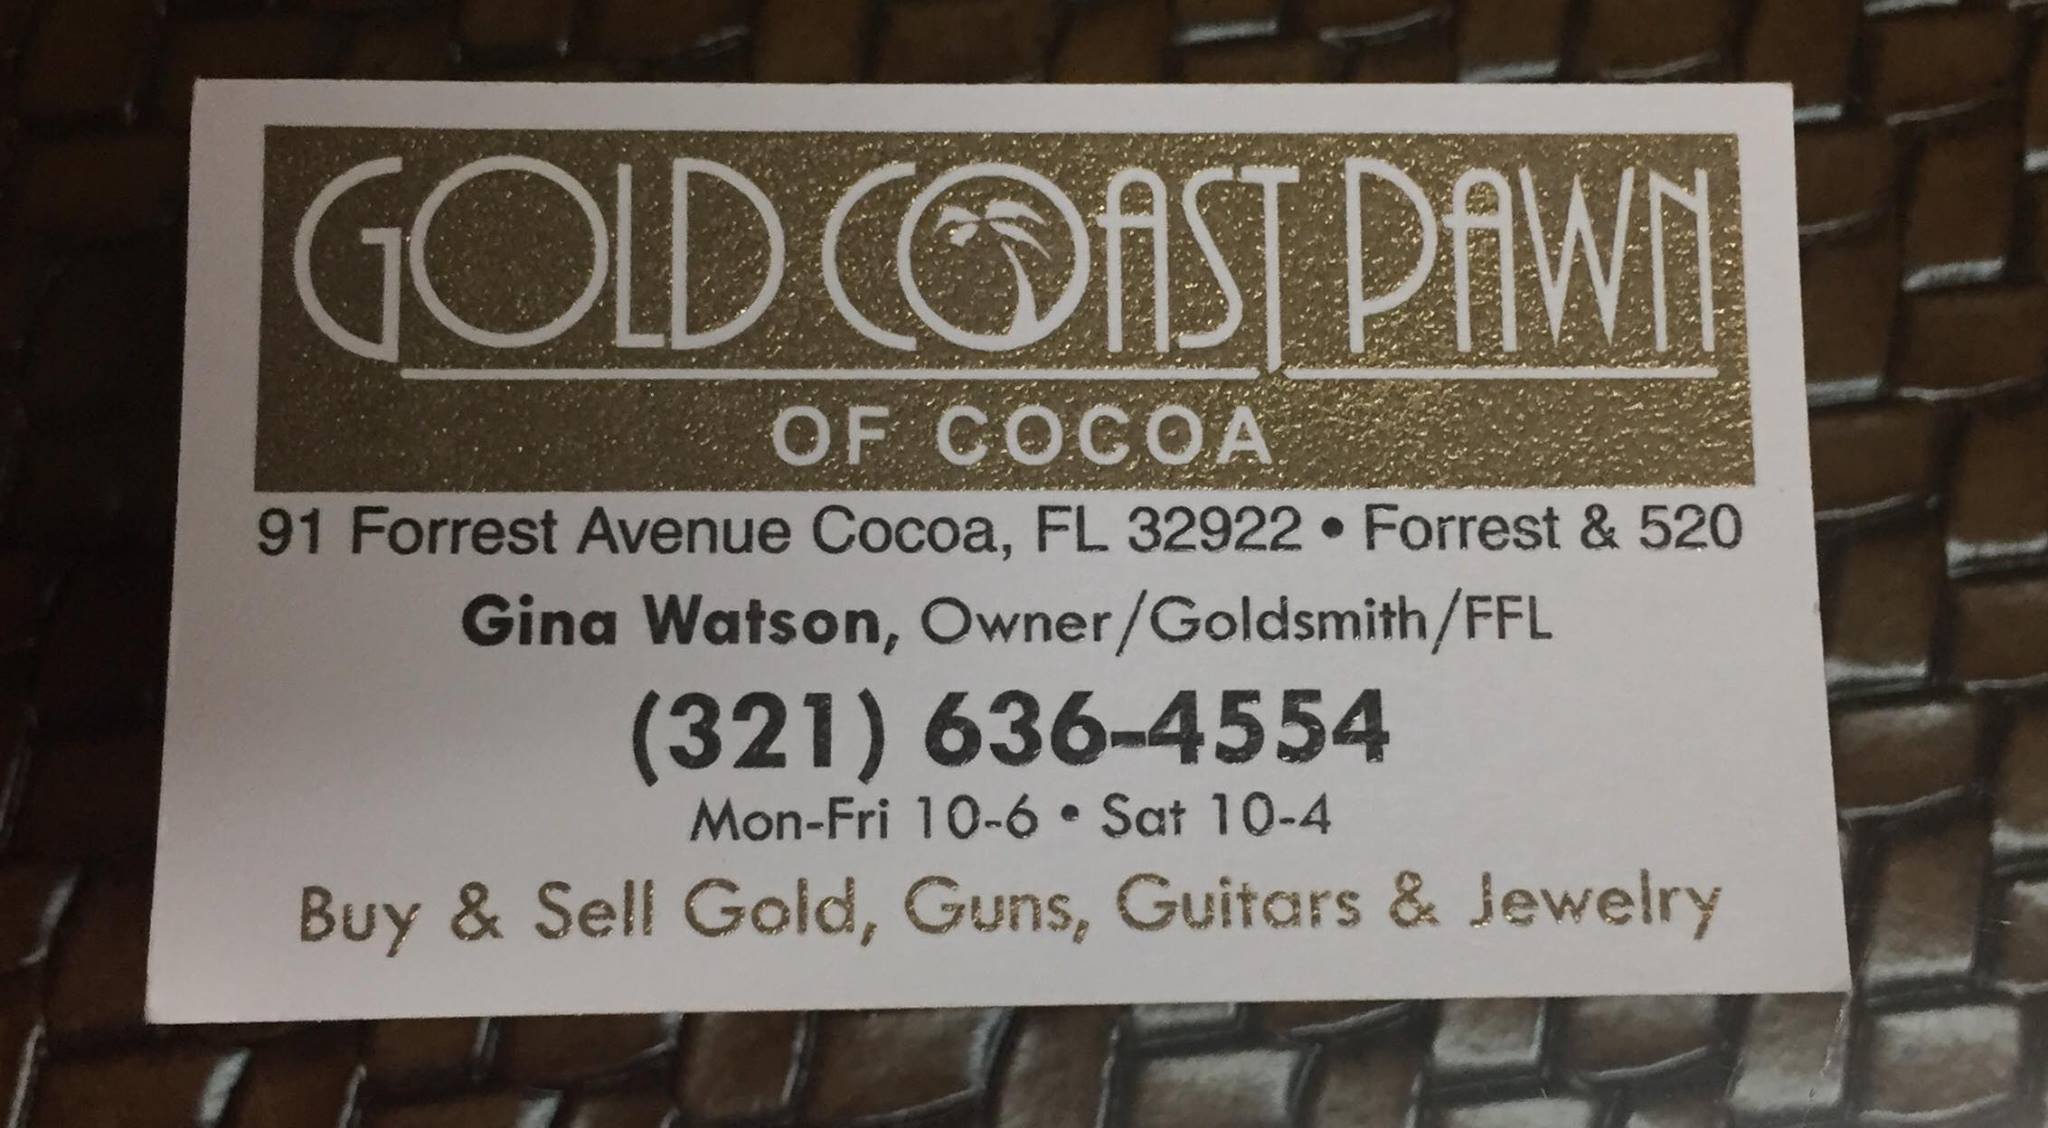 GOLD COAST PAWN
OF COCOA
91 Forrest Avenue Cocoa, FL 32922 • Forrest & 520
Gina Watson, Owner/Goldsmith/FFL
(321) 636-4554
Mon-Fri 10-6 • Sat 10-4
Buy & Sell Gold, Guns, Guitars & Jewelry